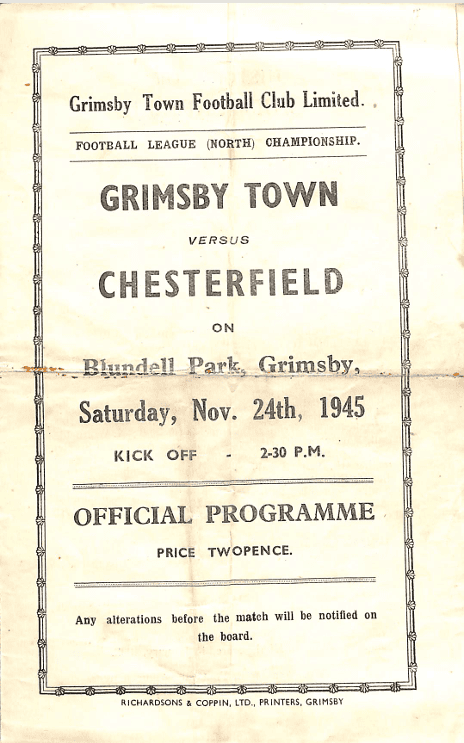 Grimsby Town Football Club Limited.
FOOTBALL LEAGUE (NORTH) CHAMPIONSHIP.
GRIMSBY TOWN
VERSUS
CHESTERFIELD
ON
Blundell Park, Grimsby,
Saturday, Nov. 24th, 1945
KICK OFF - 2-30 P.M.
OFFICIAL PROGRAMME
PRICE TWOPENCE.
Any alterations before the match will be notified on
the board.
RICHARDSONS & COPPIN, LTD., PRINTERS, GRIMSBY